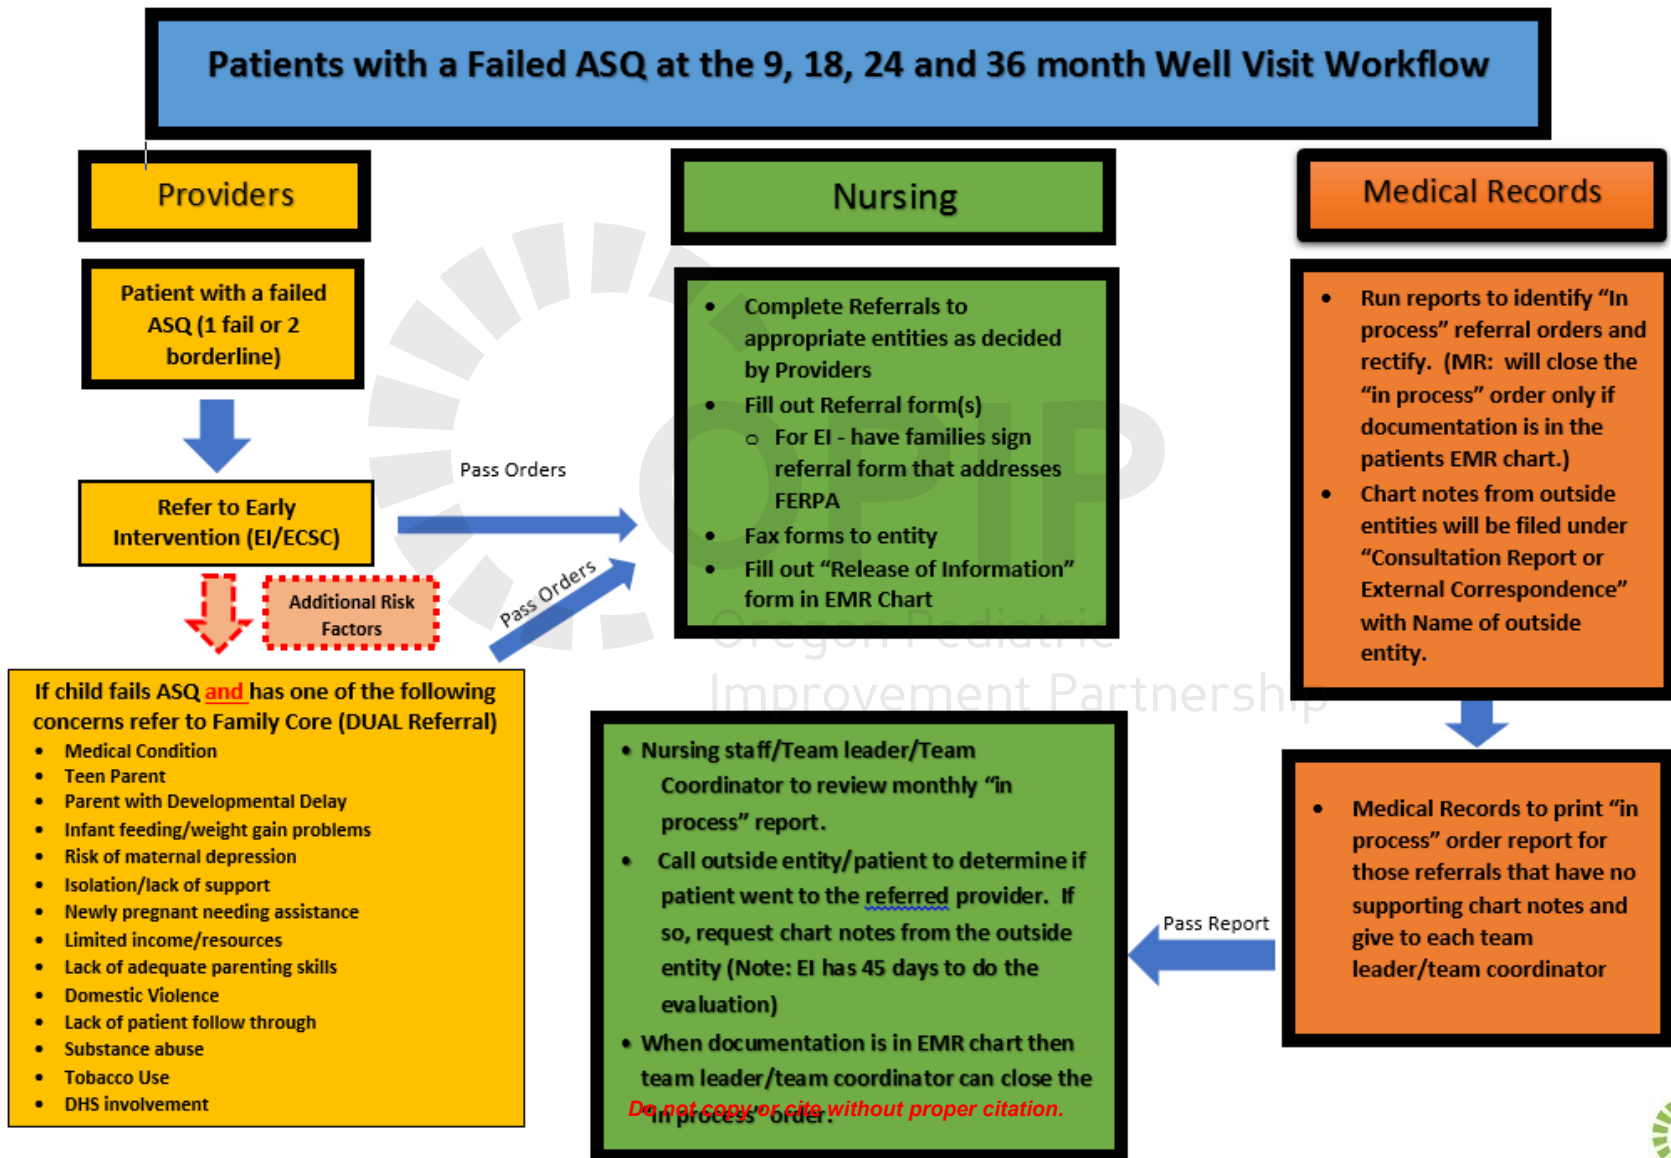 Patients with a Failed ASQ at the 9, 18, 24 and 36 month Well Visit Workflow
Providers
Patient with a failed
ASQ (1 fail or 2
borderline)
Refer to Early
Intervention (EI/ECSC)
Additional Risk
Factors
If child fails ASQ and has one of the following
concerns refer to Family Core (DUAL Referral)
• Medical Condition
• Teen Parent
• Parent with Developmental Delay
• Infant feeding/weight gain problems
• Risk of maternal depression
• Isolation/lack of support
• Newly pregnant needing assistance
• Limited income/resources
• Lack of adequate parenting skills
• Domestic Violence
• Lack of patient follow through
• Substance abuse
• Tobacco Use
• DHS involvement
Pass Orders
Pass Orders
Nursing
• Complete Referrals to
appropriate entities as decided
by Providers
• Fill out Referral form(s)
o For EI - have families sign
referral form that addresses
FERPA
• Fax forms to entity
• Fill out “Release of Information”
form in EMR Chart
• Nursing staff/Team leader/Team
Coordinator to review monthly “in
process” report.
• Call outside entity/patient to determine if
patient went to the referred provider.  If
so, request chart notes from the outside
entity (Note: EI has 45 days to do the
evaluation)
• When documentation is in EMR chart then
team leader/team coordinator can close the
“in process” order.
Do not copy or cite without proper citation.
Medical Records
• Run reports to identify “In
process” referral orders and
rectify.  (MR:  will close the
“in process” order only if
documentation is in the
patients EMR chart.)
• Chart notes from outside
entities will be filed under
“Consultation Report or
External Correspondence”
with Name of outside
entity.
• Medical Records to print “in
process” order report for
those referrals that have no
supporting chart notes and
give to each team
leader/team coordinator
Pass Report
OPIP
Oregon Pediatric
Improvement Partnership